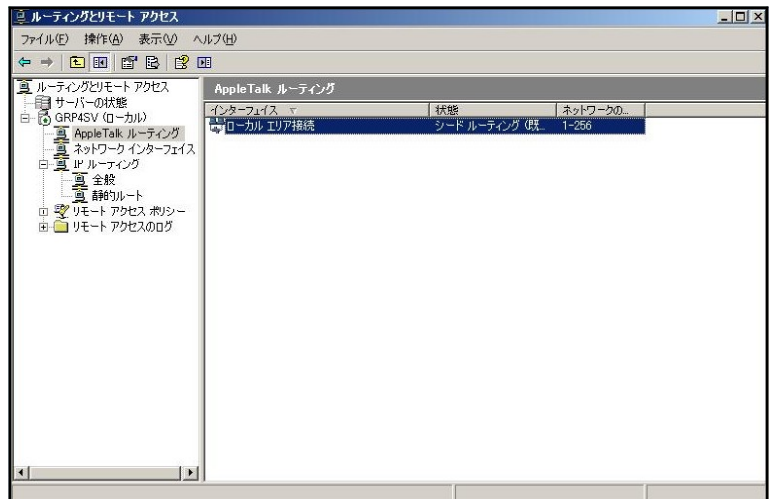 ルーティングとリモート アクセス
ファイル(F) 操作(A) 表示(V) ヘルプ(H)
ルーティングとリモート アクセス
サーバーの状態
GRP4SV (ローカル)
AppleTalk ルーティング
ネットワーク インターフェイス
IP ルーティング
全般
静的ルート
リモート アクセス ポリシー
リモート アクセスのログ
AppleTalk ルーティング
インターフェイス 状態 ネットワークの...
ローカル エリア接続 シード ルーティング (既... 1-256